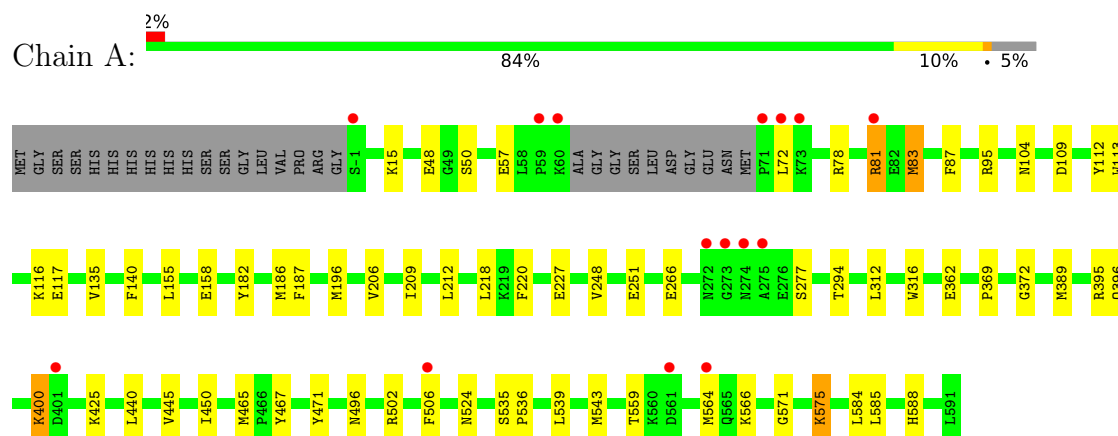 2%
Chain A:
84% 10% • 5%
MET GLY SER SER HIS HIS HIS HIS HIS HIS SER SER GLY LEU VAL PRO ARG GLY S-1 K15 E48 G49 S50 E57 L58 P59 K60 ALA GLY GLY SER LEU ASP GLY GLU ASN MET P71 L72 K73 R78 R81 E82 M83 F87 R95 N104 D109 Y112 W113
K116 E117 V135 F140 L155 E158 Y182 M186 F187 M196 V206 I209 L212 L218 K219 F220 E227 V248 E251 E266 N272 G273 N274 A275 E276 S277 T294 L312 W316 E362 P369 G372 M389 R395 Q396
K400 D401 K425 L440 V445 I450 M465 P466 Y467 Y471 N496 R502 F506 N524 S535 P536 L539 M543 T559 K560 D561 M564 Q565 K566 G571 K575 L584 L585 H588 L591